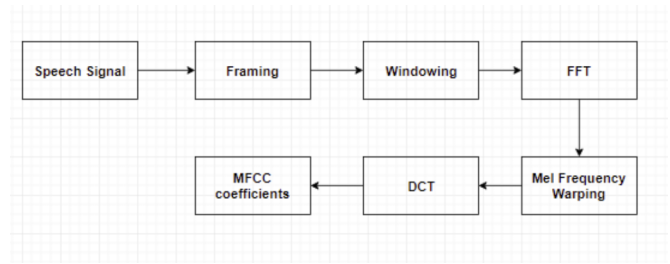 Speech Signal
Framing
Windowing
FFT
Mel Frequency
Warping
DCT
MFCC
coefficients